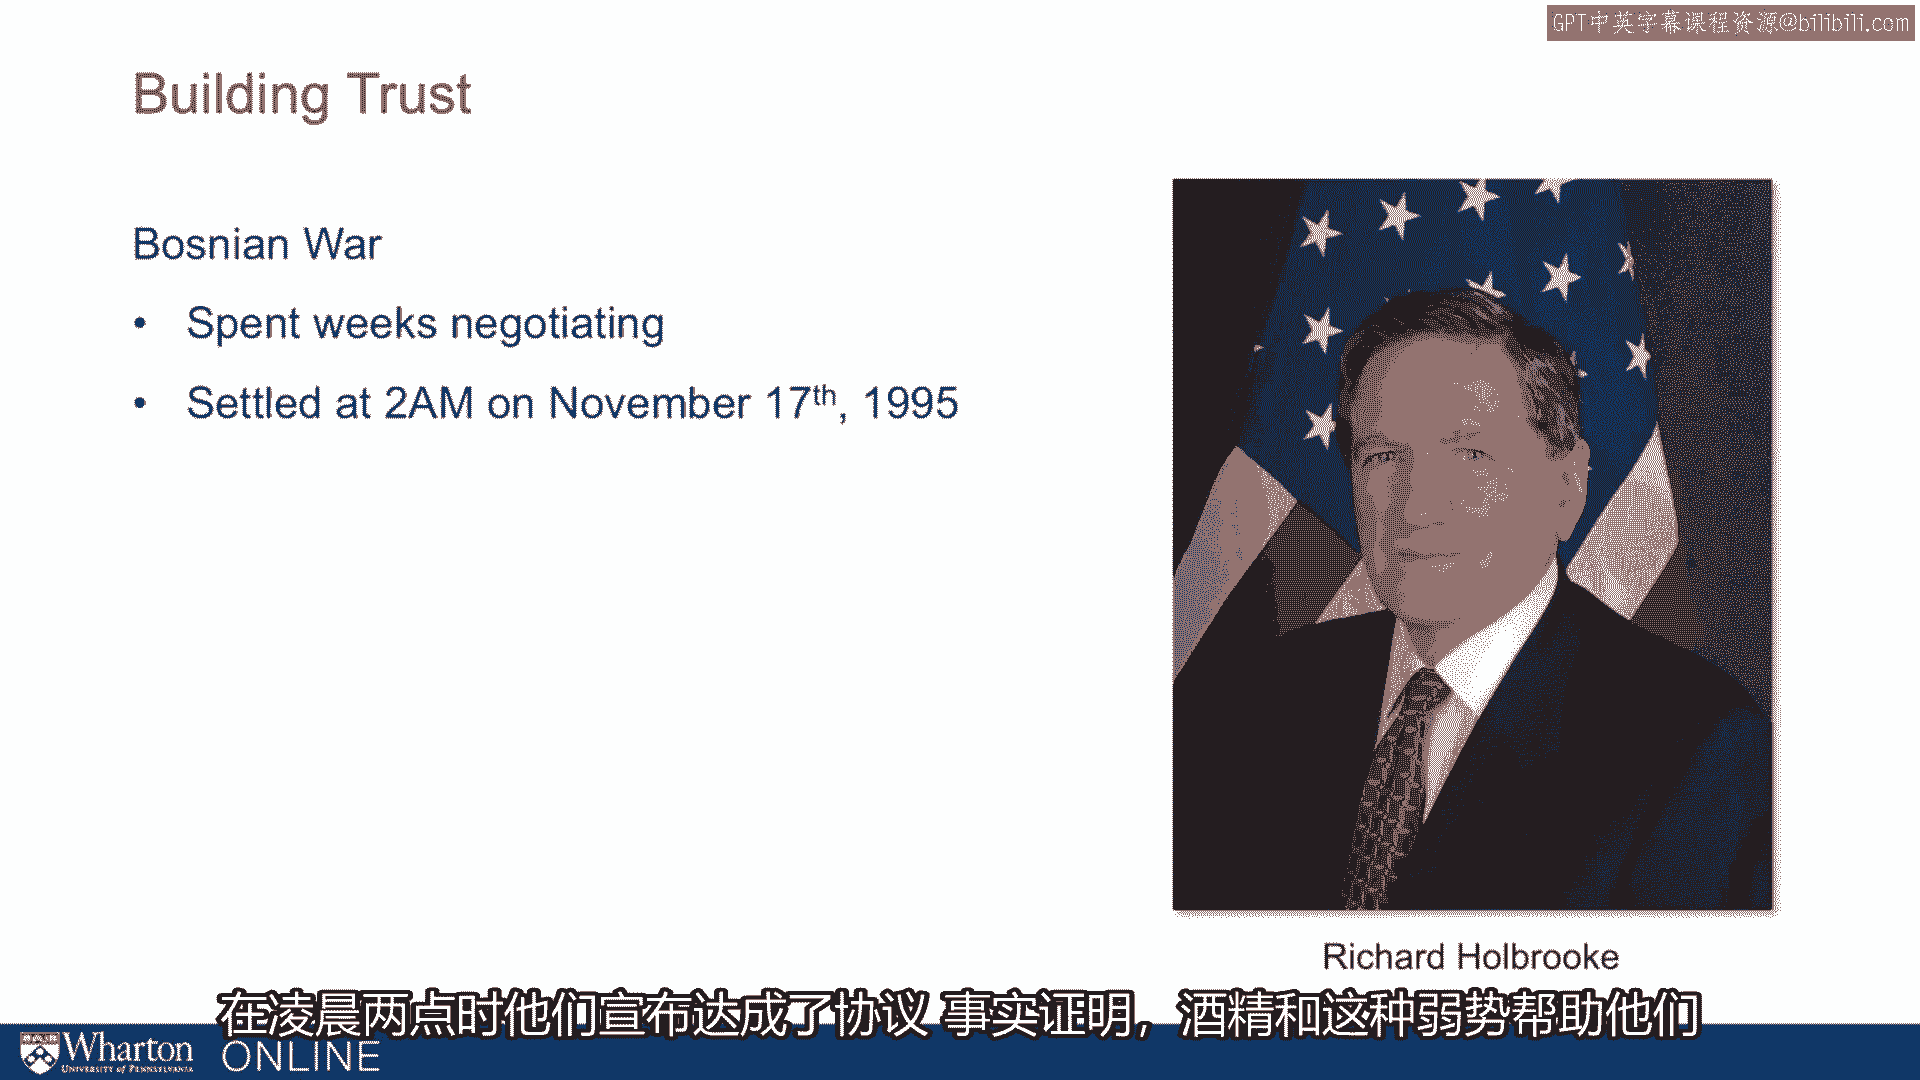 GPT中英字幕课程资源@bilibili.com
Building Trust
Bosnian War
• Spent weeks negotiating
• Settled at 2AM on November 17th, 1995
Richard Holbrooke
在凌晨两点时他们宣布达成了协议 事实证明，酒精和这种弱势帮助他们
Wharton ONLINE
UNIVERSITY of PENNSYLVANIA